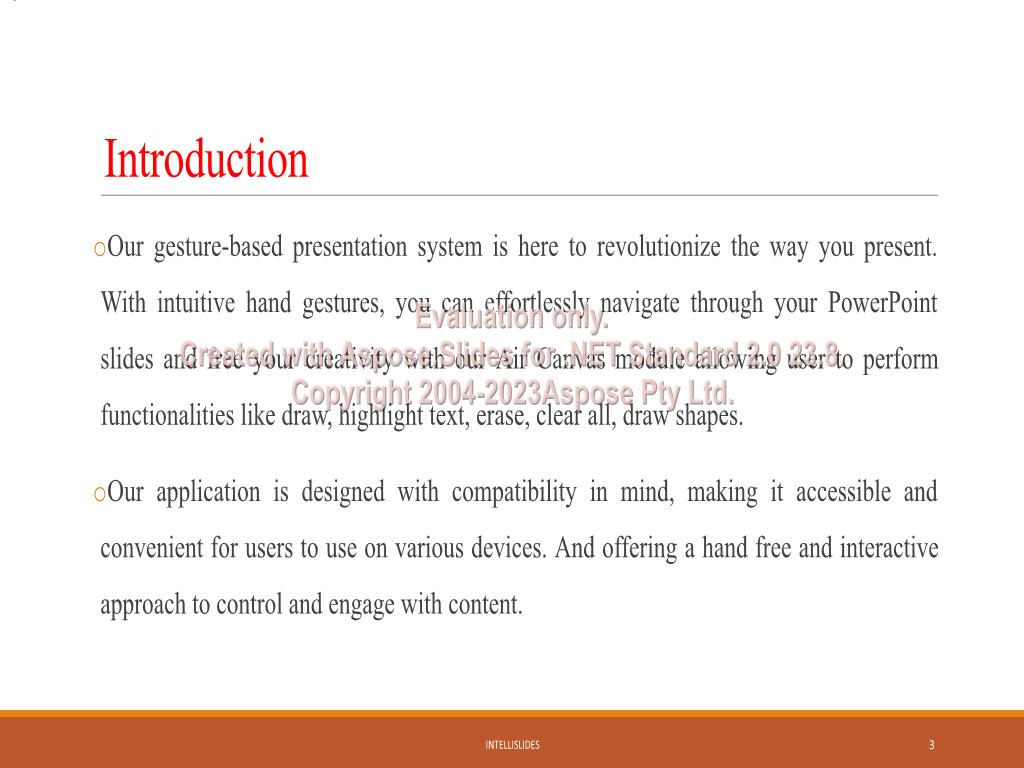 Introduction
oOur gesture-based presentation system is here to revolutionize the way you present.
With intuitive hand gestures, you can effortlessly navigate through your PowerPoint
Evaluation only.
slides and free your creativity with our Air Canvas module allowing user to perform
Created with Aspose.Slides for .NET Standard 2.0 23.8.
Copyright 2004-2023Aspose Pty Ltd.
functionalities like draw, highlight text, erase, clear all, draw shapes.
oOur application is designed with compatibility in mind, making it accessible and
convenient for users to use on various devices. And offering a hand free and interactive
approach to control and engage with content.
INTELLISLIDES
3